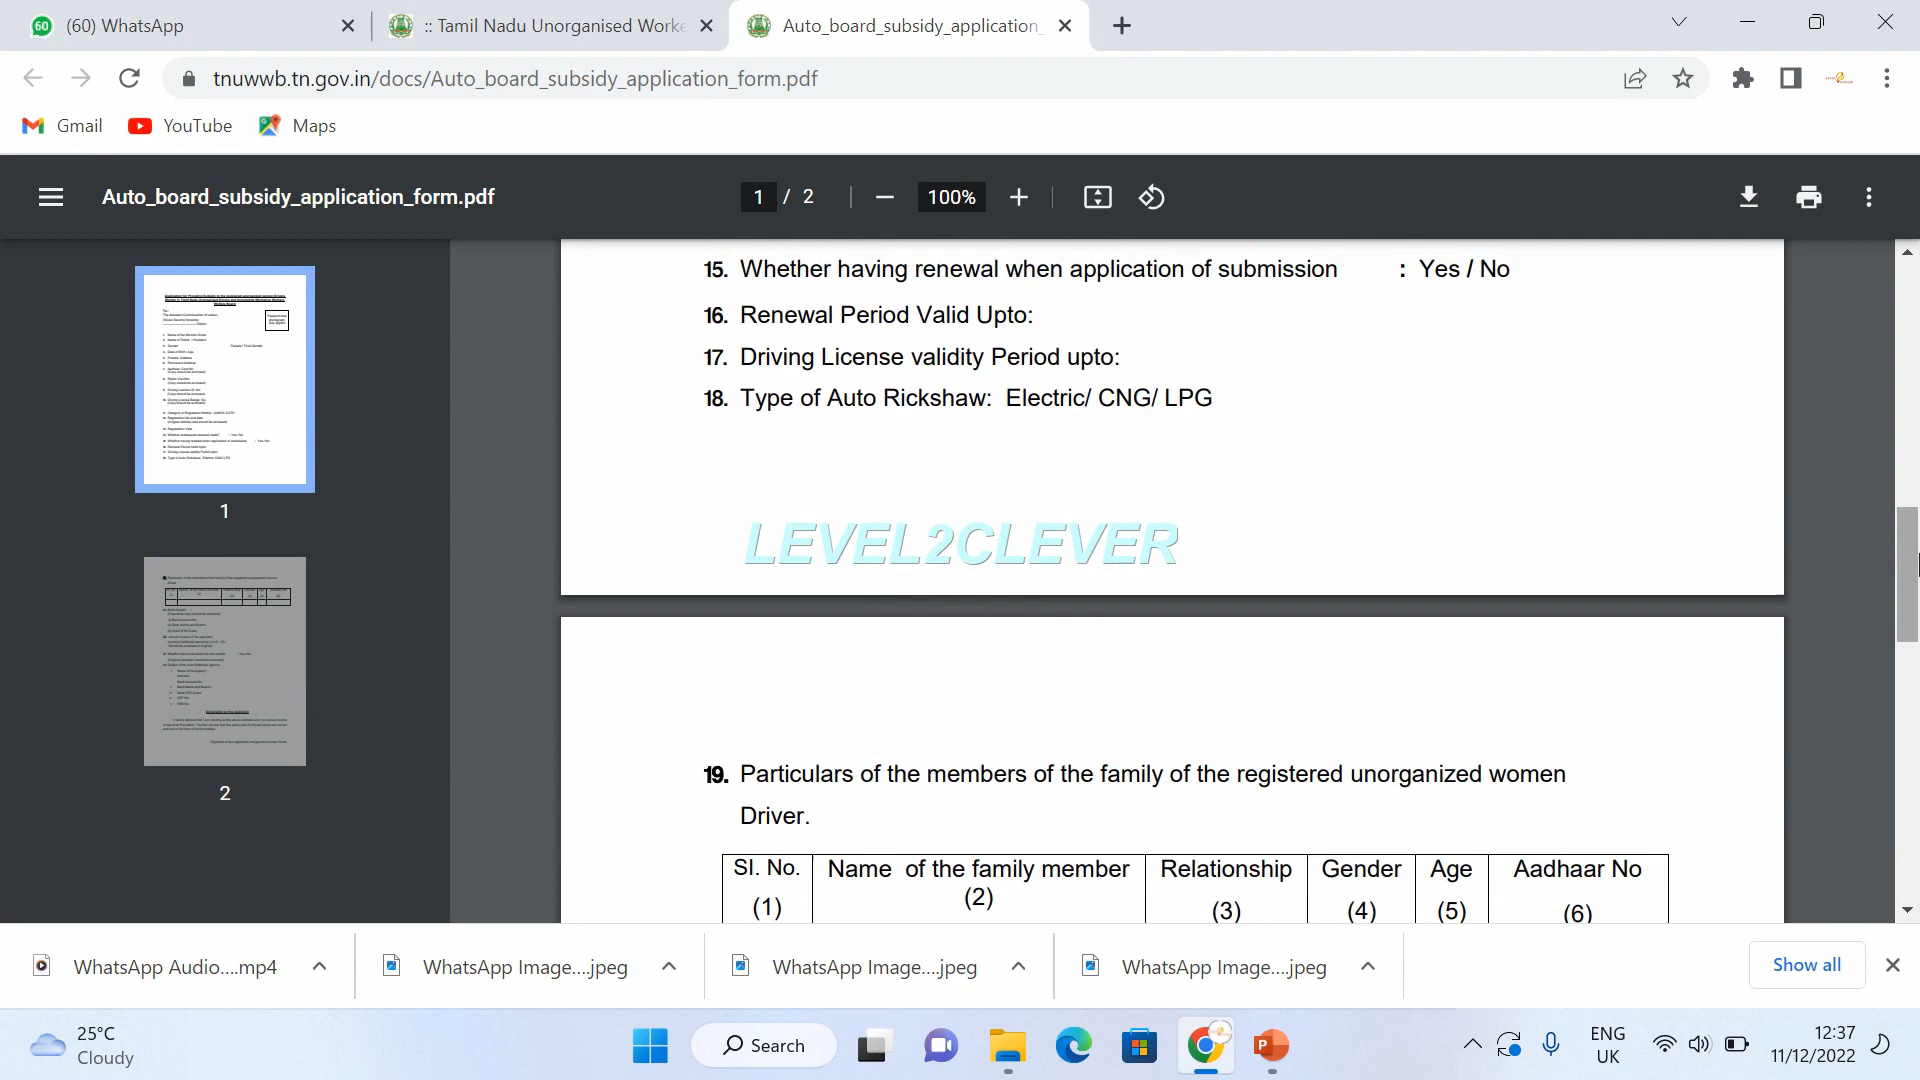 (60) WhatsApp
:: Tamil Nadu Unorganised Worke
Auto_board_subsidy_application_
tnuwwb.tn.gov.in/docs/Auto_board_subsidy_application_form.pdf
Gmail
YouTube
Maps
Auto_board_subsidy_application_form.pdf
1 / 2
100%
15. Whether having renewal when application of submission : Yes / No
16. Renewal Period Valid Upto:
17. Driving License validity Period upto:
18. Type of Auto Rickshaw: Electric/ CNG/ LPG
LEVEL2CLEVER
19. Particulars of the members of the family of the registered unorganized women
Driver.
Sl. No. Name of the family member Relationship Gender Age Aadhaar No
(1) (2) (3) (4) (5) (6)
1
2
WhatsApp Audio....mp4
WhatsApp Image....jpeg
WhatsApp Image....jpeg
WhatsApp Image....jpeg
Show all
25°C
Cloudy
Search
ENG
UK
12:37
11/12/2022